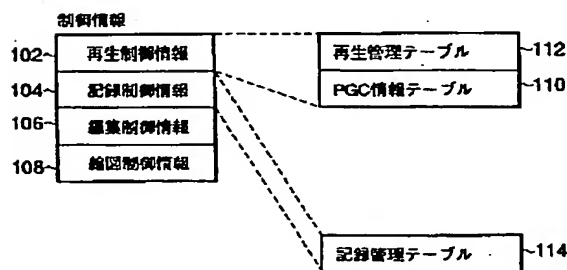 制御情報
102 再生制御情報
再生管理テーブル 112
104 記録制御情報
PGC情報テーブル 110
106 編集制御情報
108 縮図制御情報
記録管理テーブル 114